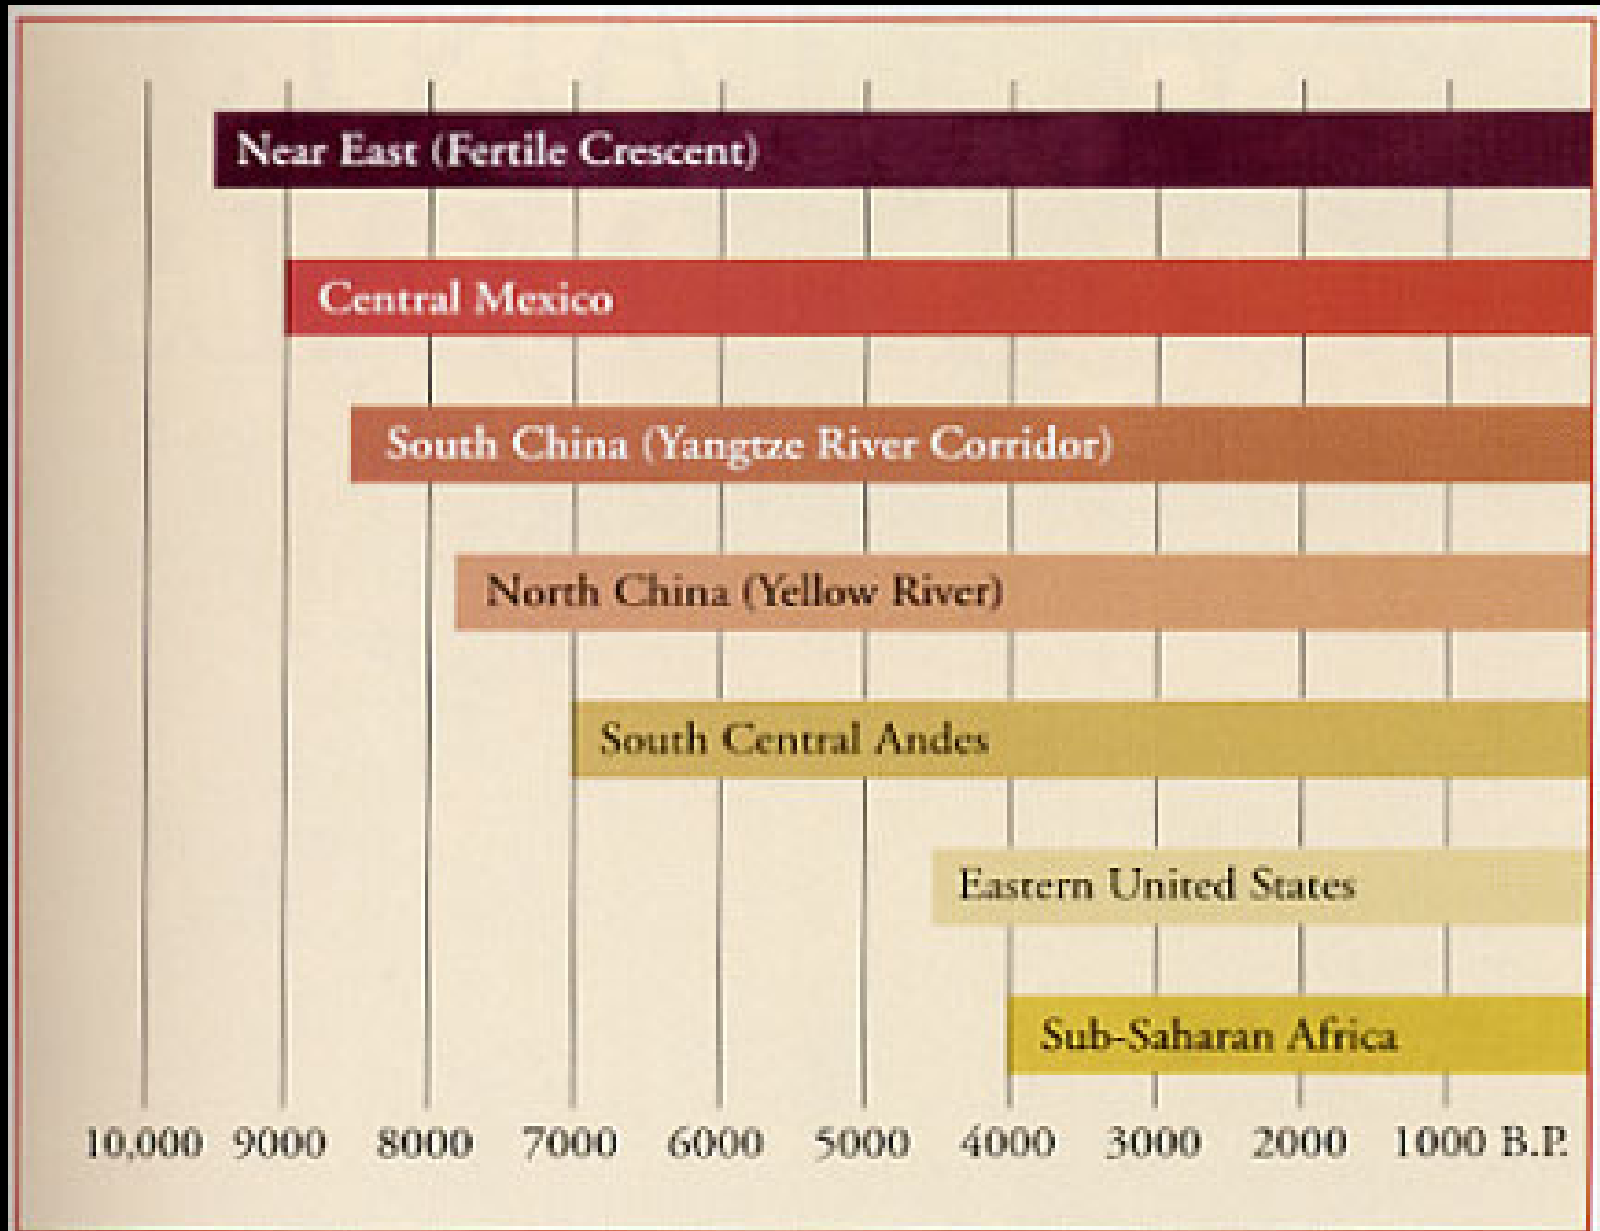 Near East (Fertile Crescent)
Central Mexico
South China (Yangtze River Corridor)
North China (Yellow River)
South Central Andes
Eastern United States
Sub-Saharan Africa
10,000 9000 8000 7000 6000 5000 4000 3000 2000 1000 B.P.